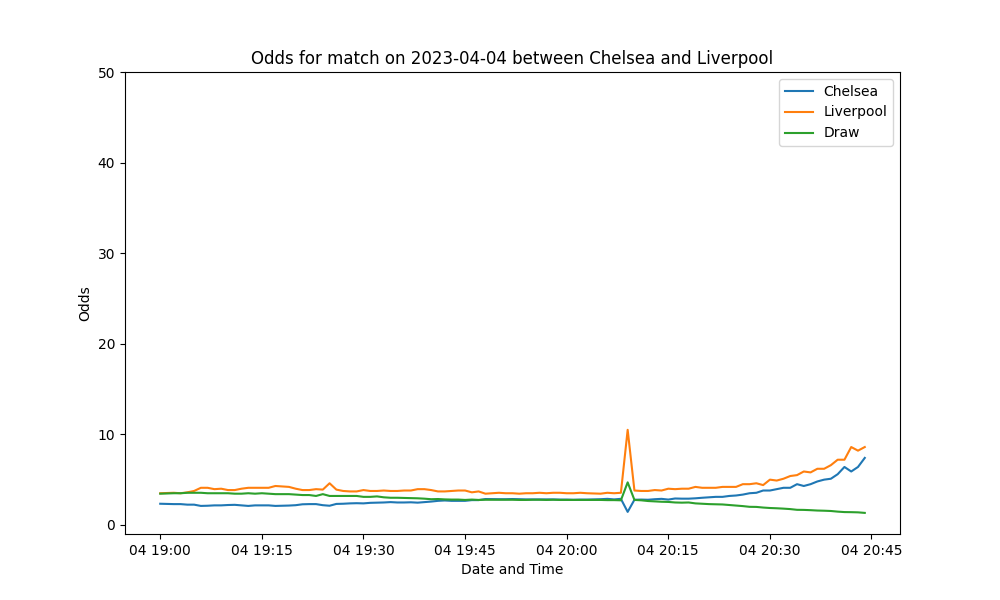 Odds for match on 2023-04-04 between Chelsea and Liverpool
Chelsea
Liverpool
Draw
Odds
50
40
30
20
10
0
04 19:00 04 19:15 04 19:30 04 19:45 04 20:00 04 20:15 04 20:30 04 20:45
Date and Time